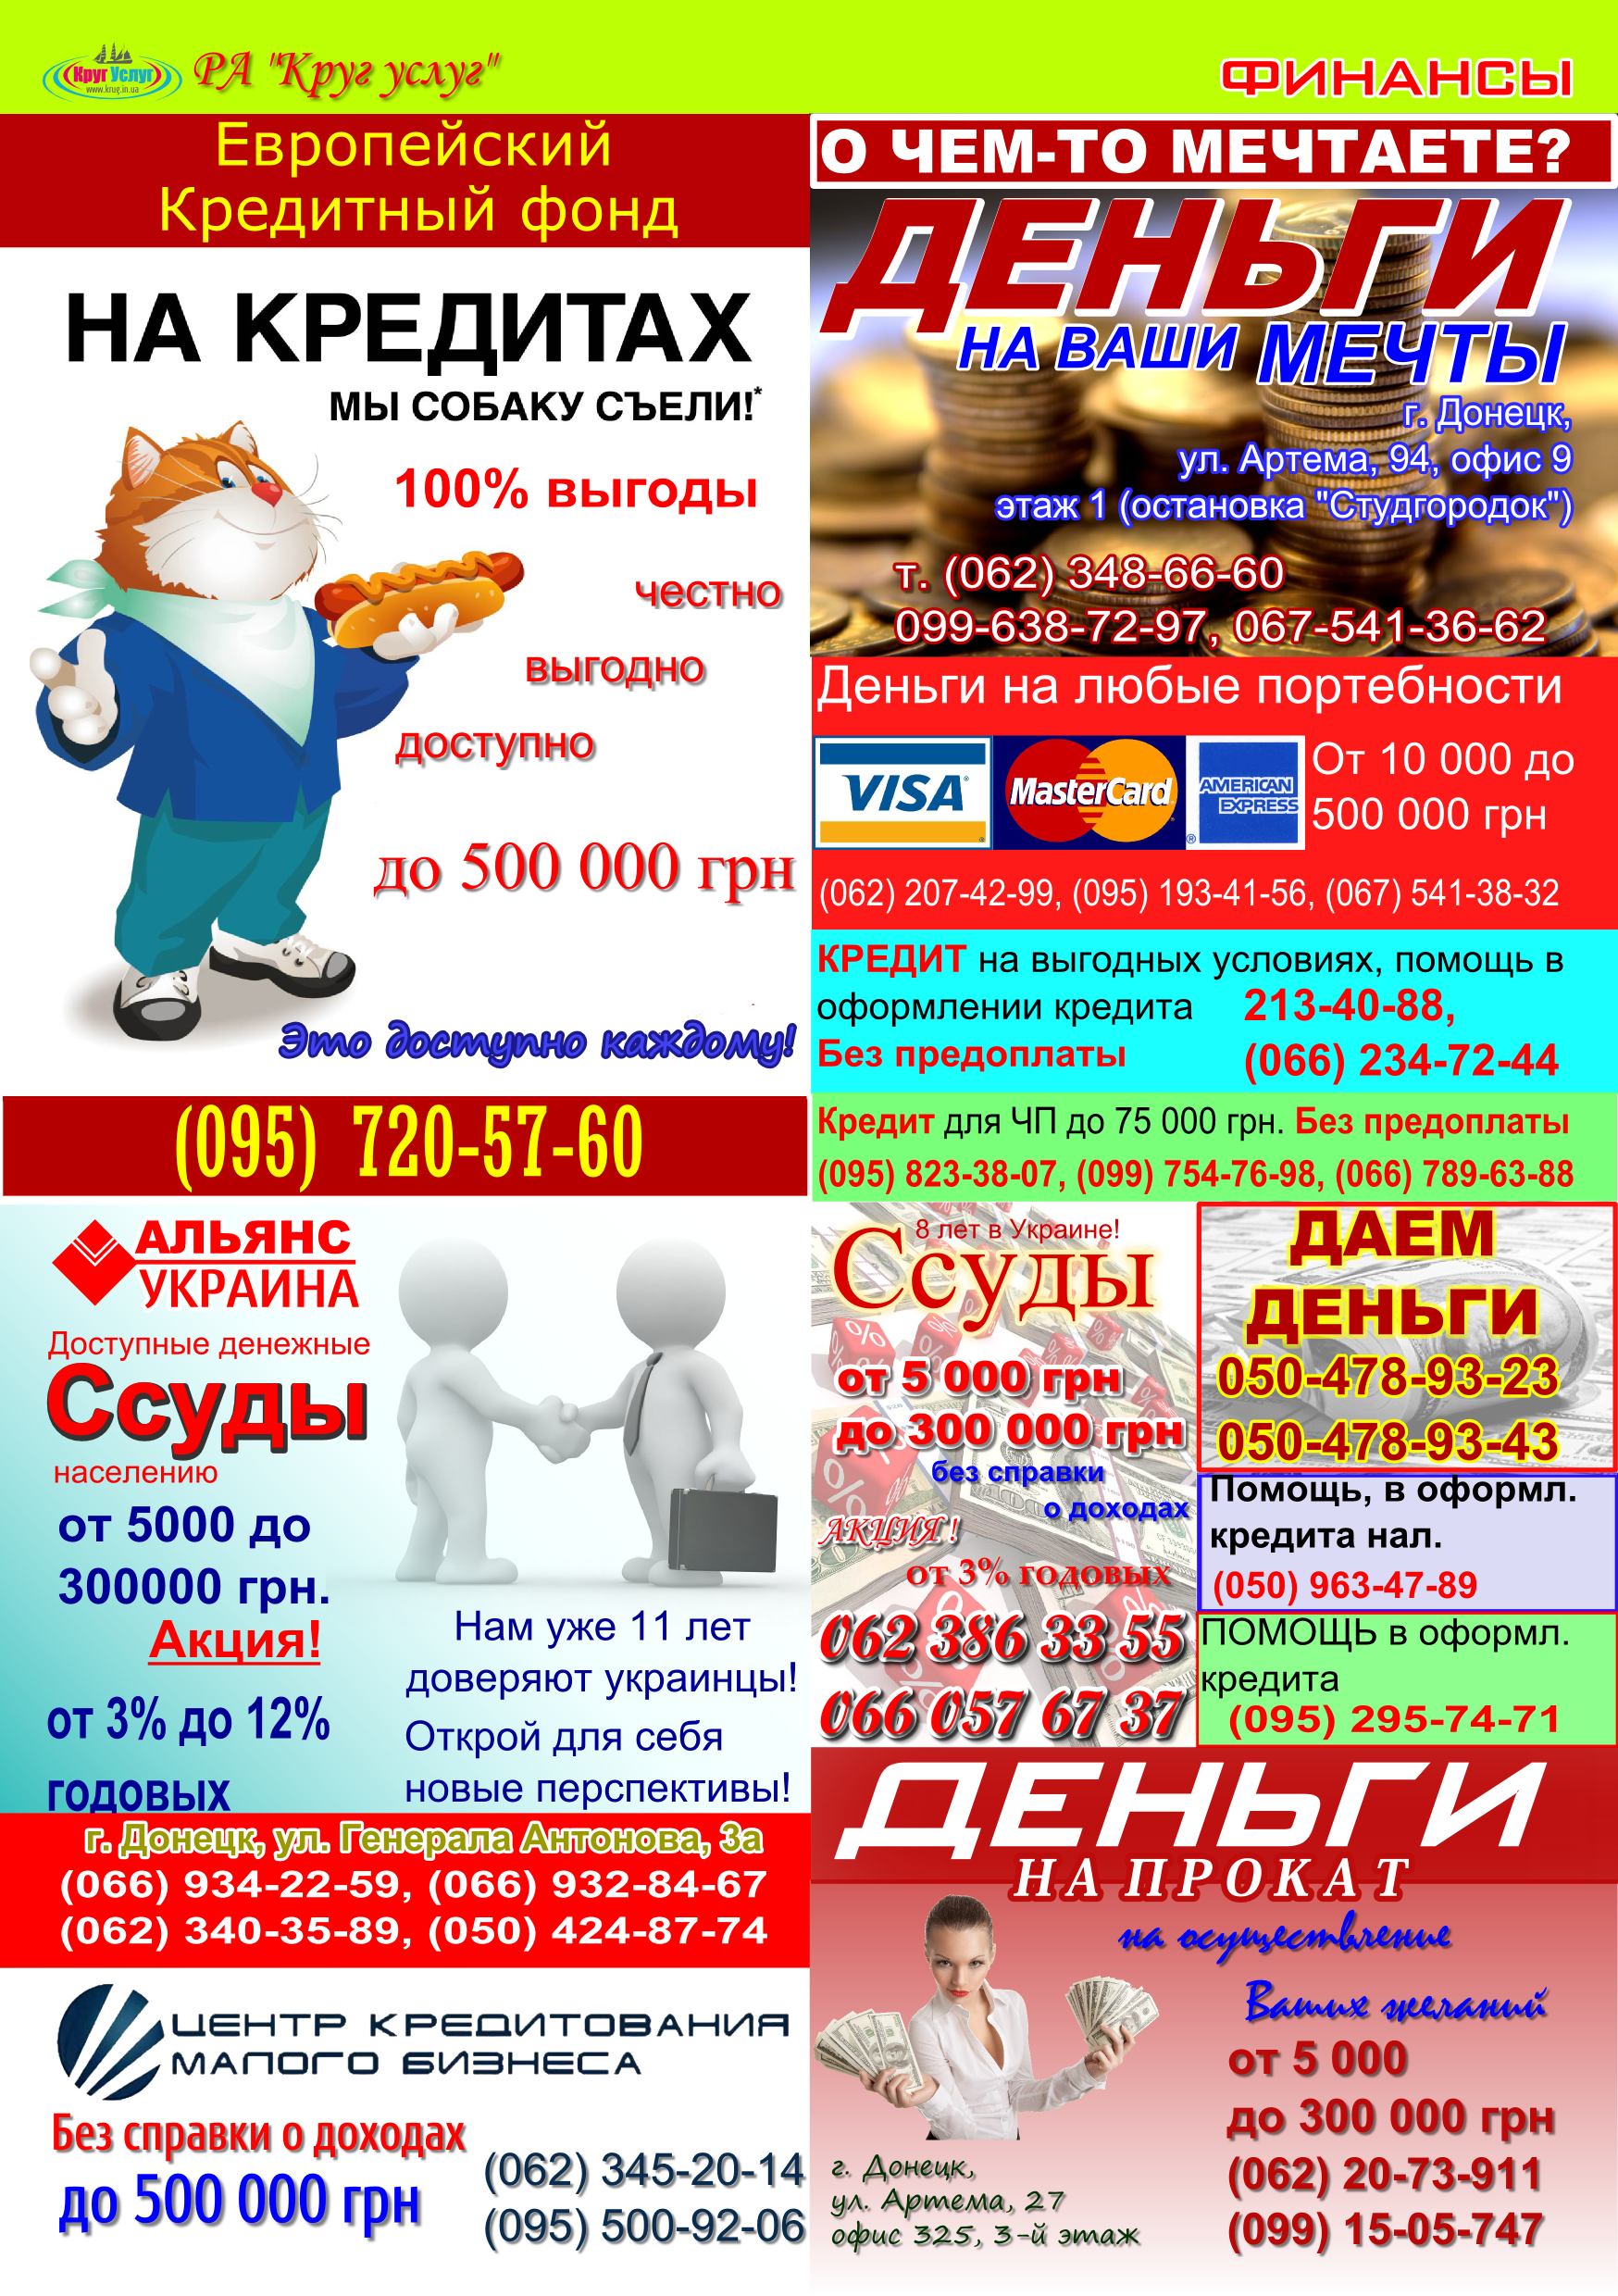 Круг Услуг
www.krug.in.ua
РА "Круг услуг"
ФИНАНСЫ
Европейский
Кредитный фонд
НА КРЕДИТАХ
МЫ СОБАКУ СЪЕЛИ!*
100% выгоды
честно
выгодно
доступно
до 500 000 грн
Это доступно каждому!
(095) 720-57-60
АЛЬЯНС
УКРАИНА
Доступные денежные
Ссуды
населению
от 5000 до
300000 грн.
Акция!
от 3% до 12%
годовых
Нам уже 11 лет
доверяют украинцы!
Открой для себя
новые перспективы!
г. Донецк, ул. Генерала Антонова, 3а
(066) 934-22-59, (066) 932-84-67
(062) 340-35-89, (050) 424-87-74
ЦЕНТР КРЕДИТОВАНИЯ
МАЛОГО БИЗНЕСА
Без справки о доходах
до 500 000 грн
(062) 345-20-14
(095) 500-92-06
О ЧЕМ-ТО МЕЧТАЕТЕ?
ДЕНЬГИ
НА ВАШИ МЕЧТЫ
г. Донецк,
ул. Артема, 94, офис 9
этаж 1 (остановка "Студгородок")
т. (062) 348-66-60
099-638-72-97, 067-541-36-62
Деньги на любые портебности
VISA
MasterCard
AMERICAN
EXPRESS
От 10 000 до
500 000 грн
(062) 207-42-99, (095) 193-41-56, (067) 541-38-32
КРЕДИТ на выгодных условиях, помощь в
оформлении кредита 213-40-88,
Без предоплаты (066) 234-72-44
Кредит для ЧП до 75 000 грн. Без предоплаты
(095) 823-38-07, (099) 754-76-98, (066) 789-63-88
8 лет в Украине!
Ссуды
от 5 000 грн
до 300 000 грн
без справки
о доходах
АКЦИЯ!
от 3% годовых
062 386 33 55
066 057 67 37
ДАЕМ
ДЕНЬГИ
050-478-93-23
050-478-93-43
Помощь, в оформл.
кредита нал.
(050) 963-47-89
ПОМОЩЬ в оформл.
кредита
(095) 295-74-71
ДЕНЬГИ
НА ПРОКАТ
на осуществление
Ваших желаний
от 5 000
до 300 000 грн
(062) 20-73-911
(099) 15-05-747
г. Донецк,
ул. Артема, 27
офис 325, 3-й этаж